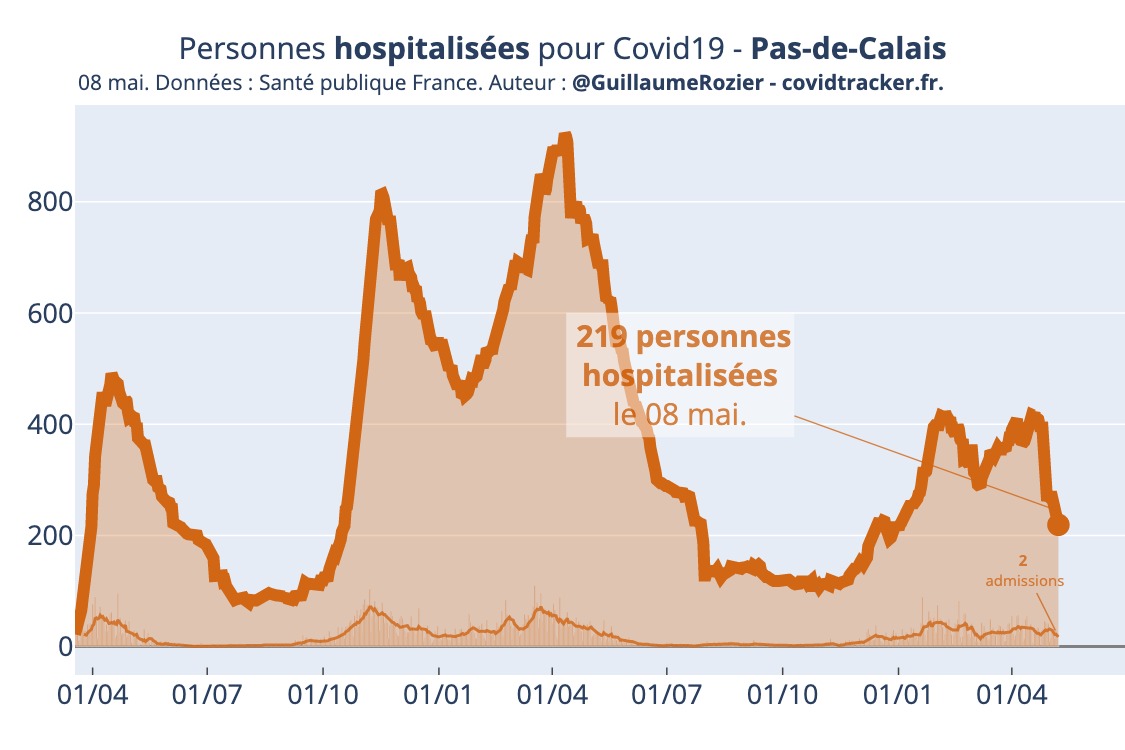 Personnes hospitalisées pour Covid19 - Pas-de-Calais
08 mai. Données : Santé publique France. Auteur : @GuillaumeRozier - covidtracker.fr.
800
600
219 personnes
hospitalisées
le 08 mai.
400
200
2
admissions
0
01/04 01/07 01/10 01/01 01/04 01/07 01/10 01/01 01/04